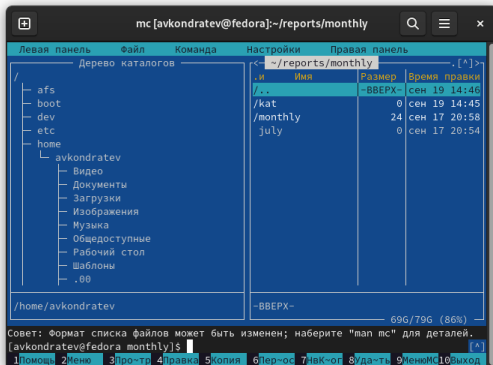 mc [avkondratev@fedora]:~/reports/monthly
Левая панель Файл Команда Настройки Правая панель
Дерево каталогов
/
afs
boot
dev
etc
home
avkondratev
Видео
Документы
Загрузки
Изображения
Музыка
Общедоступные
Рабочий стол
Шаблоны
.00
/home/avkondratev
<─ ~/reports/monthly .[^]>
.и Имя Размер Время правки
/.. -ВВЕРХ- сен 19 14:46
/kat 0 сен 19 14:45
/monthly 24 сен 17 20:58
july 0 сен 17 20:54
-ВВЕРХ-
69G/79G (86%)
Совет: Формат списка файлов может быть изменен; наберите "man mc" для деталей.
[avkondratev@fedora monthly]$ [^]
1Помощь 2Меню 3Про~тр 4Правка 5Копия 6Пер~ос 7НвК~ог 8Уда~ть 9МенюMC 10Выход